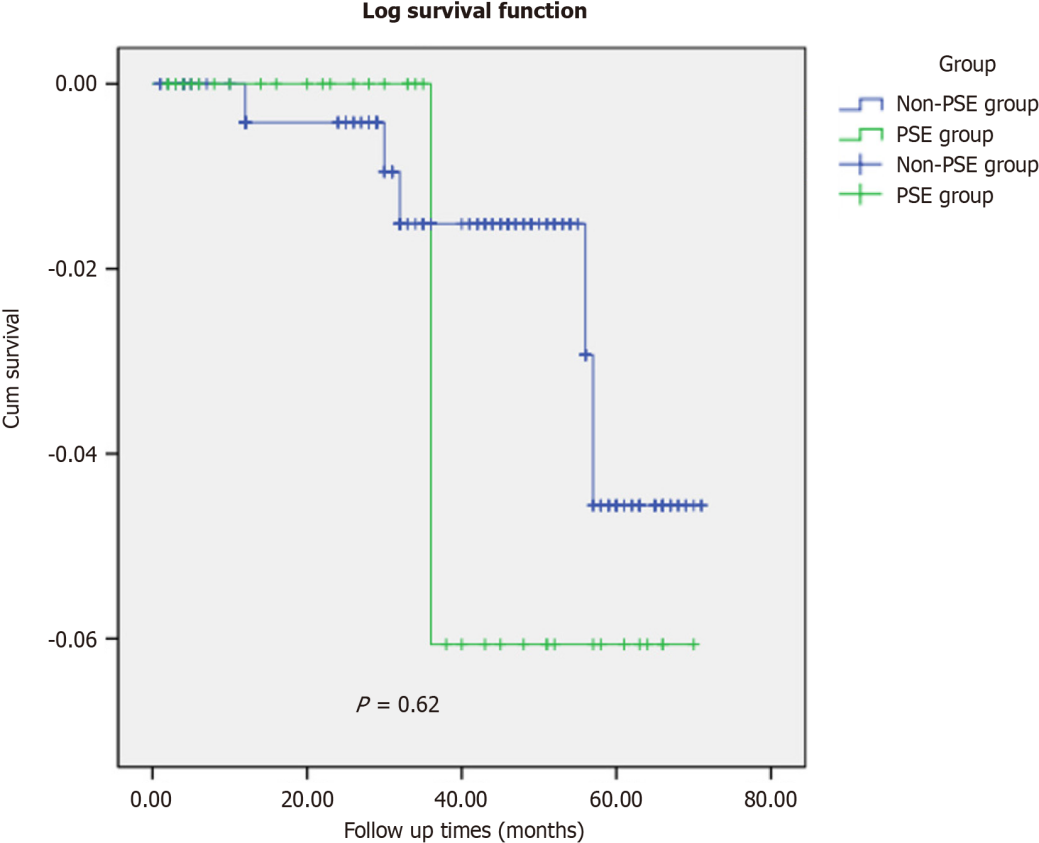 Log survival function
Group
Non-PSE group
PSE group
Non-PSE group
PSE group
0.00
-0.02
-0.04
-0.06
Cum survival
P = 0.62
0.00 20.00 40.00 60.00 80.00
Follow up times (months)